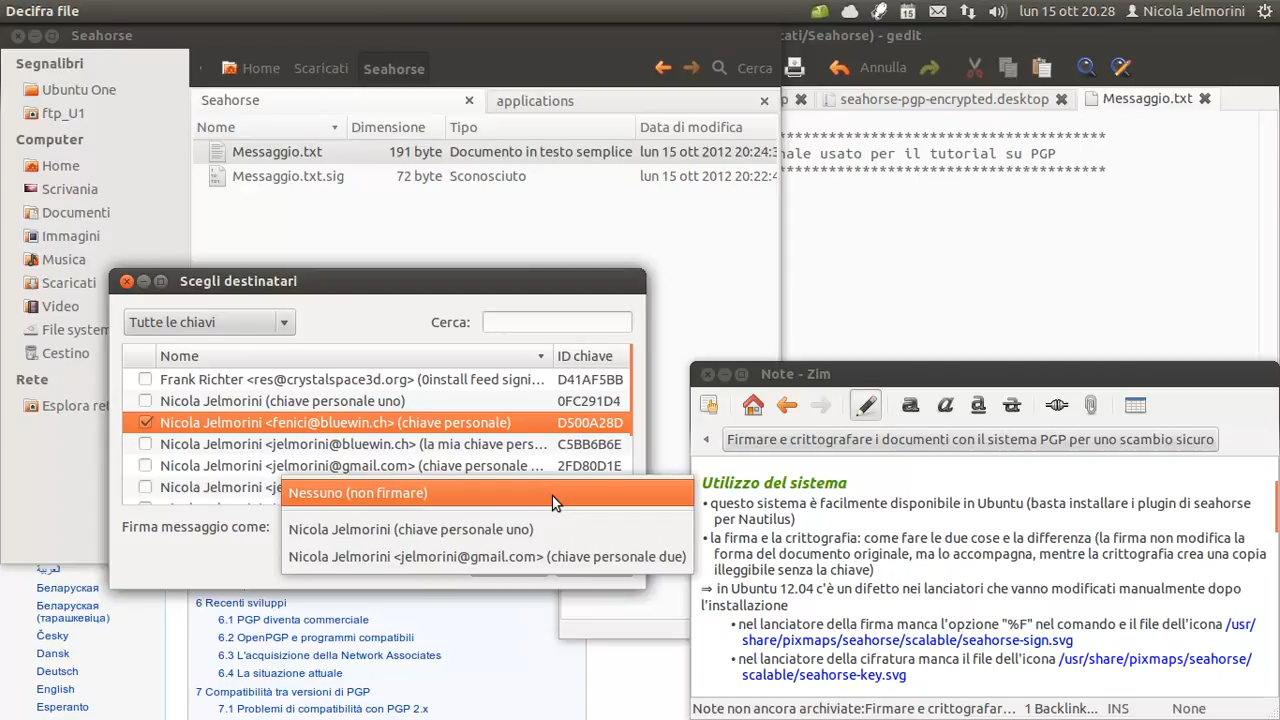 Decifra file
15
lun 15 ott 20.28
Nicola Jelmorini
Seahorse
Segnalibri
Ubuntu One
ftp_U1
Computer
Home
Scrivania
Documenti
Immagini
Musica
Scaricati
Video
File system
Cestino
Rete
Esplora ret
Home
Scaricati
Seahorse
Cerca
Seahorse
applications
Nome
Dimensione
Tipo
Data di modifica
Messaggio.txt
191 byte
Documento in testo semplice
lun 15 ott 2012 20:24:3
Messaggio.txt.sig
72 byte
Sconosciuto
lun 15 ott 2012 20:22:4
cati/Seahorse) - gedit
Annulla
p
seahorse-pgp-encrypted.desktop
Messaggio.txt
****************************************
nale usato per il tutorial su PGP
****************************************
Scegli destinatari
Tutte le chiavi
Cerca:
Nome
ID chiave
Frank Richter <res@crystalspace3d.org> (0install feed signi...
D41AF5BB
Nicola Jelmorini (chiave personale uno)
0FC291D4
Nicola Jelmorini <fenici@bluewin.ch> (chiave personale)
D500A28D
Nicola Jelmorini <jelmorini@bluewin.ch> (la mia chiave pers...
C5BB6B6E
Nicola Jelmorini <jelmorini@gmail.com> (chiave personale ...
2FD80D1E
Nicola Jelmorini <je
Firma messaggio come:
Nessuno (non firmare)
Nicola Jelmorini (chiave personale uno)
Nicola Jelmorini <jelmorini@gmail.com> (chiave personale due)
Note - Zim
Firmare e crittografare i documenti con il sistema PGP per uno scambio sicuro
Utilizzo del sistema
• questo sistema è facilmente disponibile in Ubuntu (basta installare i plugin di seahorse
per Nautilus)
• la firma e la crittografia: come fare le due cose e la differenza (la firma non modifica la
forma del documento originale, ma lo accompagna, mentre la crittografia crea una copia
illeggibile senza la chiave)
⇒ in Ubuntu 12.04 c'è un difetto nei lanciatori che vanno modificati manualmente dopo
l'installazione
• nel lanciatore della firma manca l'opzione "%F" nel comando e il file dell'icona /usr/
share/pixmaps/seahorse/scalable/seahorse-sign.svg
• nel lanciatore della cifratura manca il file dell'icona /usr/share/pixmaps/seahorse/
scalable/seahorse-key.svg
Note non ancora archiviate:Firmare e crittografar...
1 Backlink...
INS
None
العربية
Беларуская
Беларуская
(тарашкевіца)
Česky
Dansk
Deutsch
English
Esperanto
6 Recenti sviluppi
6.1 PGP diventa commerciale
6.2 OpenPGP e programmi compatibili
6.3 L'acquisizione della Network Associates
6.4 La situazione attuale
7 Compatibilità tra versioni di PGP
7.1 Problemi di compatibilità con PGP 2.x